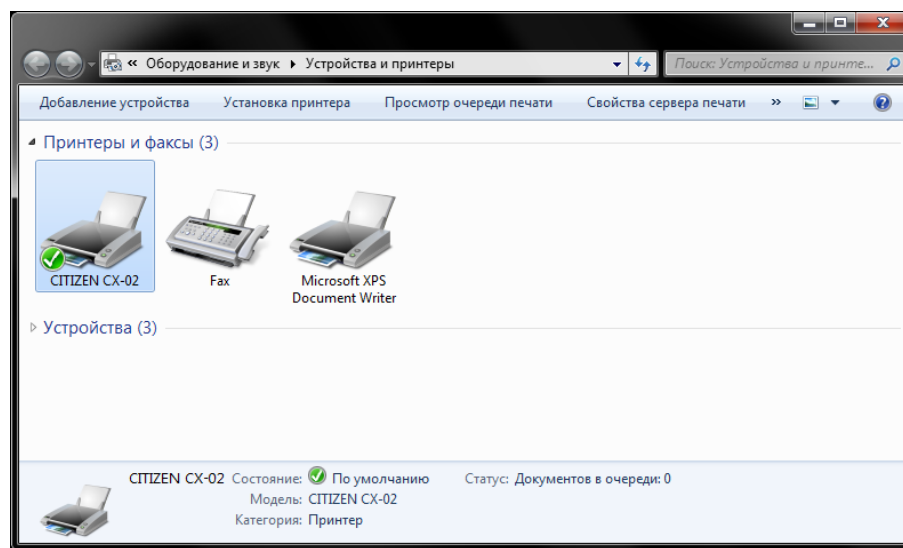 « Оборудование и звук ▸ Устройства и принтеры
Поиск: Устройства и принте...
Добавление устройства Установка принтера Просмотр очереди печати Свойства сервера печати »
Принтеры и факсы (3)
CITIZEN CX-02 Fax Microsoft XPS
Document Writer
Устройства (3)
CITIZEN CX-02 Состояние: По умолчанию Статус: Документов в очереди: 0
Модель: CITIZEN CX-02
Категория: Принтер